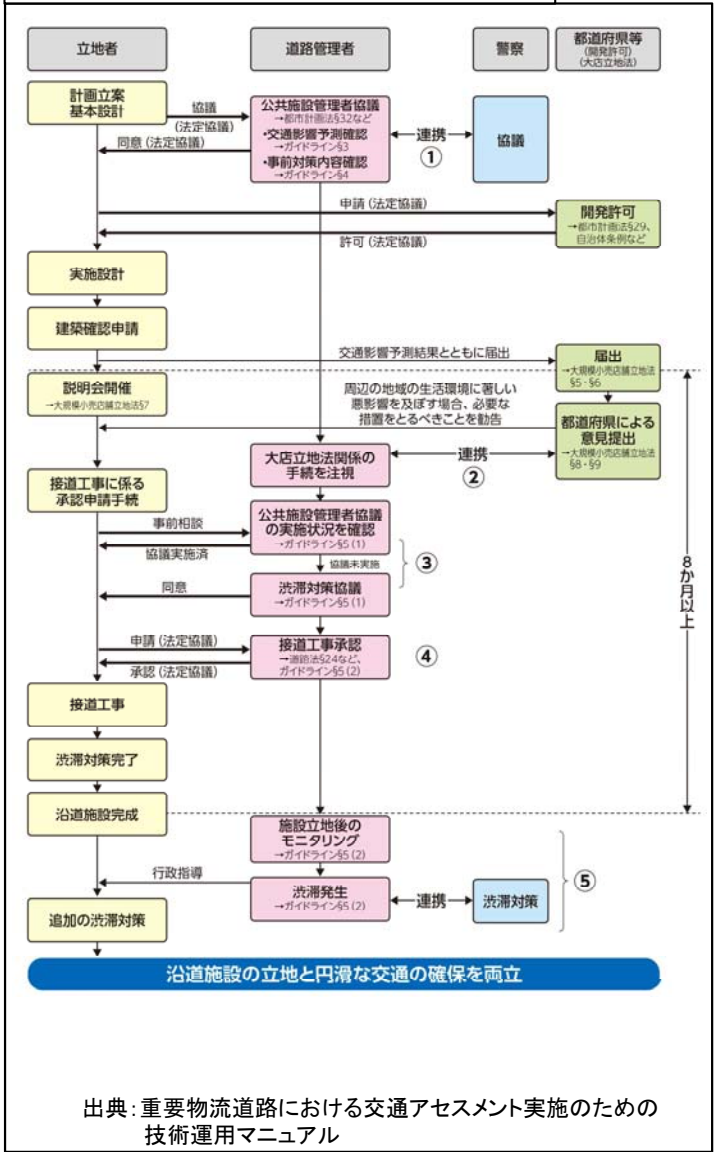 立地者
道路管理者
警察
都道府県等
(開発許可)
(大店立地法)
計画立案
基本設計
協議
(法定協議)
同意(法定協議)
公共施設管理者協議
→都市計画法§32など
・交通影響予測確認
→ガイドライン§3
・事前対策内容確認
→ガイドライン§4
連携
①
協議
申請(法定協議)
許可(法定協議)
開発許可
→都市計画法§29、
自治体条例など
実施設計
建築確認申請
交通影響予測結果とともに届出
届出
→大規模小売店舗立地法
§5・§6
説明会開催
→大規模小売店舗立地法§7
周辺の地域の生活環境に著しい
悪影響を及ぼす場合、必要な
措置をとるべきことを勧告
都道府県による
意見提出
→大規模小売店舗立地法
§8・§9
大店立地法関係の
手続を注視
連携
②
接道工事に係る
承認申請手続
事前相談
協議実施済
公共施設管理者協議
の実施状況を確認
→ガイドライン§5(1)
協議未実施
③
同意
渋滞対策協議
→ガイドライン§5(1)
8か月以上
申請(法定協議)
承認(法定協議)
接道工事承認
→道路法§24など、
ガイドライン§5(2)
④
接道工事
渋滞対策完了
沿道施設完成
施設立地後の
モニタリング
→ガイドライン§5(2)
行政指導
渋滞発生
→ガイドライン§5(2)
連携
渋滞対策
⑤
追加の渋滞対策
沿道施設の立地と円滑な交通の確保を両立
出典:重要物流道路における交通アセスメント実施のための
技術運用マニュアル